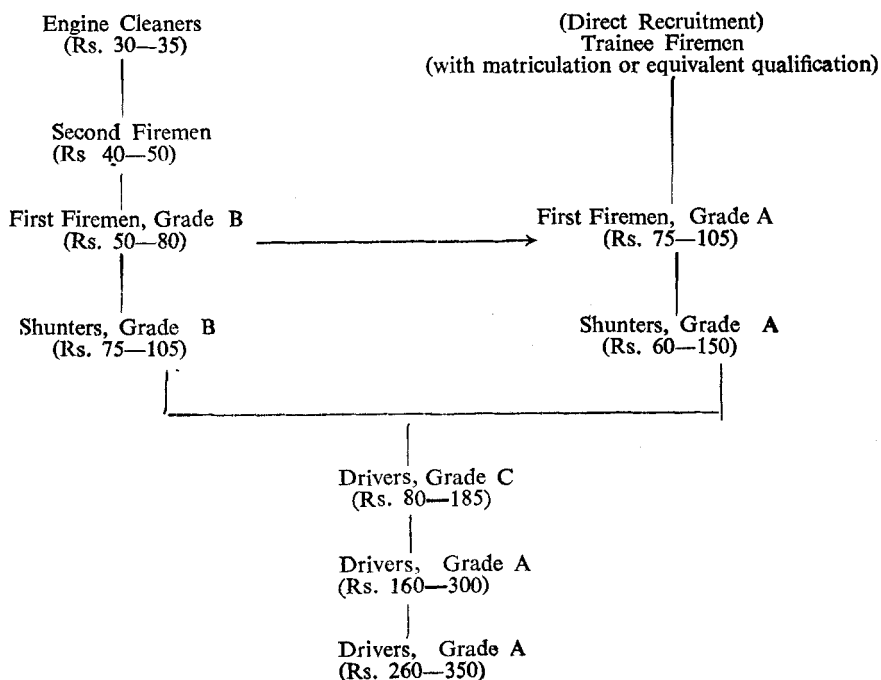 Engine Cleaners
(Rs. 30—35)
(Direct Recruitment)
Trainee Firemen
(with matriculation or equivalent qualification)
Second Firemen
(Rs 40—50)
First Firemen, Grade B
(Rs. 50—80)
First Firemen, Grade A
(Rs. 75—105)
Shunters, Grade B
(Rs. 75—105)
Shunters, Grade A
(Rs. 60—150)
Drivers, Grade C
(Rs. 80—185)
Drivers, Grade A
(Rs. 160—300)
Drivers, Grade A
(Rs. 260—350)